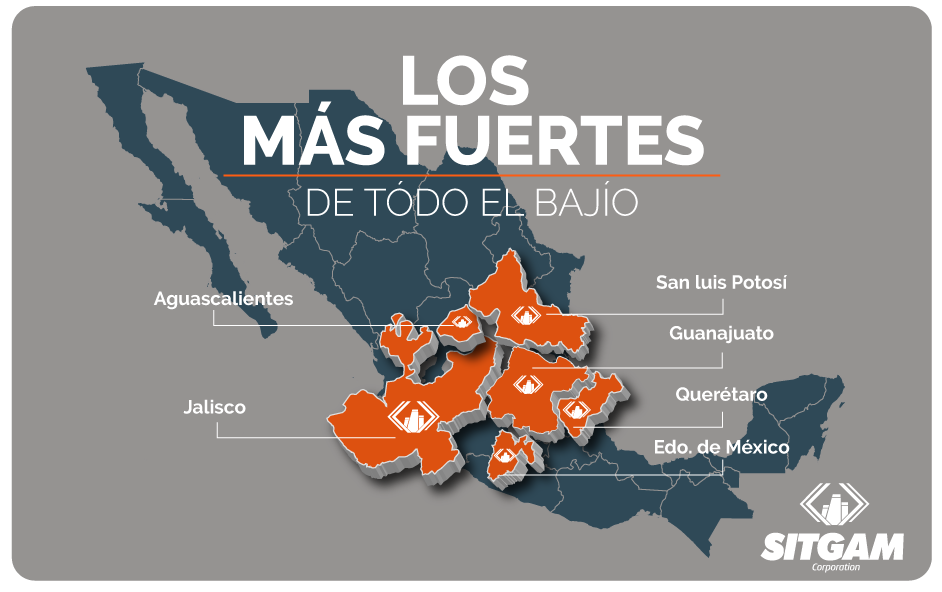 LOS
MÁS FUERTES
DE TÓDO EL BAJÍO
San luis Potosí
Aguascalientes
Guanajuato
Querétaro
Jalisco
Edo. de México
SITGAM
Corporation